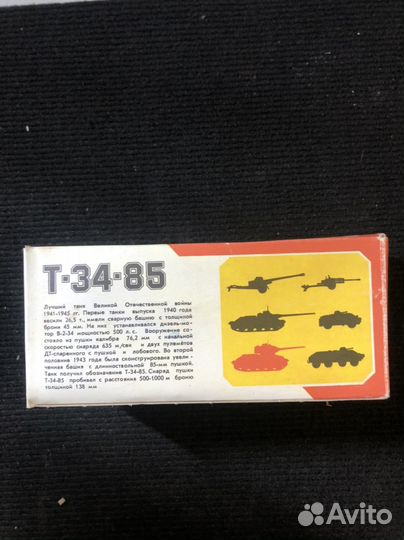 Т-34-85
Лучший танк Великой Отечественной войны
1941-1945 гг. Первые танки выпуска 1940 года
весили 26,5 т., имели сварную башню с толщиной
брони 45 мм. На них устанавливался дизель-мо-
тор В-2-34 мощностью 500 л. с. Вооружение со-
стояло из пушки калибра 76,2 мм с начальной
скоростью снаряда 635 м/сек и двух пулеметов
ДТ-спаренного с пушкой и лобового. Во второй
половине 1943 года была сконструирована увели-
ченная башня с длинноствольной 85-мм пушкой.
Танк получил обозначение Т-34-85. Снаряд пушки
Т-34-85 пробивал с расстояния 500-1000 м броню
толщиной 138 мм
Avito